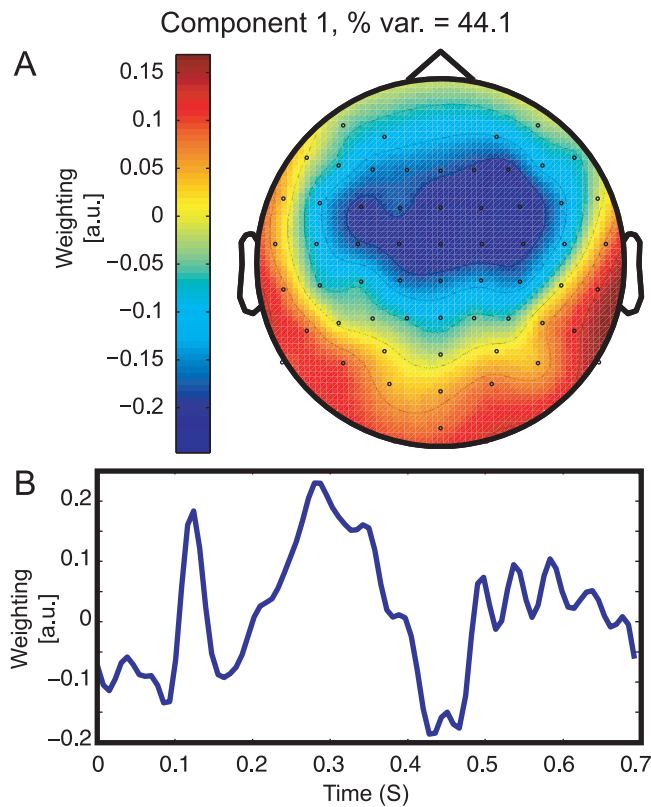 Component 1, % var. = 44.1
A
0.15
0.1
0.05
0
−0.05
−0.1
−0.15
−0.2
Weighting
[a.u.]
B
0.2
0.1
0
−0.1
−0.2
Weighting
[a.u.]
0 0.1 0.2 0.3 0.4 0.5 0.6 0.7
Time (S)